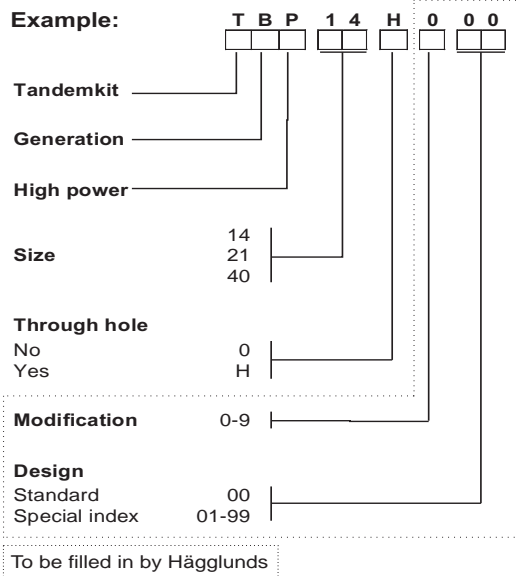 Example: T B P 1 4 H 0 0 0
Tandemkit
Generation
High power
14
Size 21
40
Through hole
No 0
Yes H
Modification 0-9
Design
Standard 00
Special index 01-99
To be filled in by Hägglunds